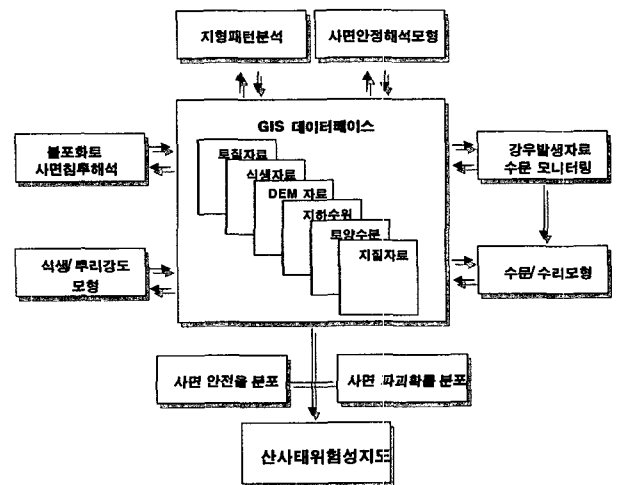 지형패턴분석
사면안정해석모형
GIS 데이터베이스
불포화토
사면침투해석
토질자료
식생자료
DEM 자료
지하수위
토양수분
지질자료
강우발생자료
수문 모니터링
식생/뿌리강도
모형
수문/수리모형
사면 안전율 분포
사면 파괴확률 분포
산사태위험성지도